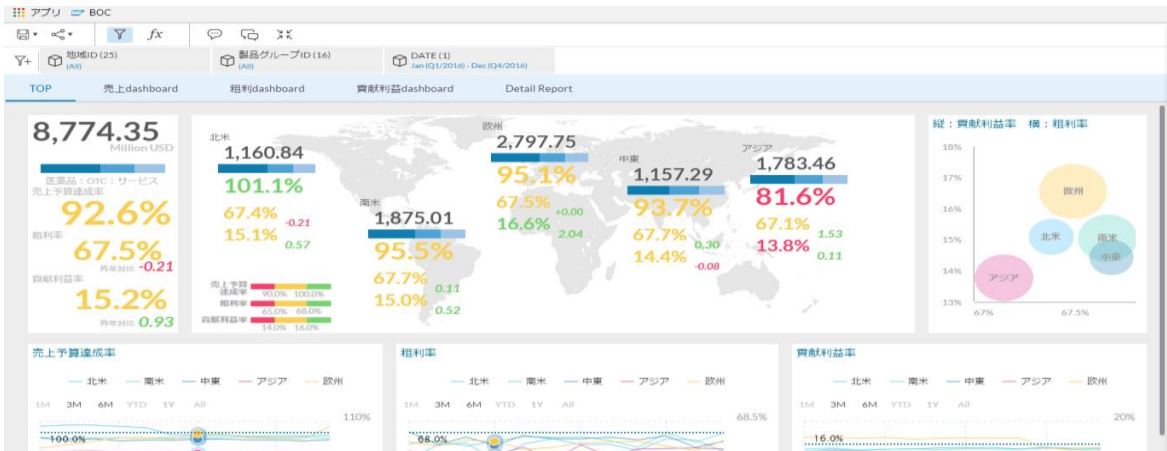 アプリ BOC
fx
地域ID (25)
(All)
製品グループID (16)
(All)
DATE (1)
Jan (Q1/2016) - Dec (Q4/2016)
TOP 売上dashboard 粗利dashboard 貢献利益dashboard Detail Report
8,774.35
Million USD
医薬品：OTC：サービス
売上予算達成率
92.6%
粗利率
67.5%
昨年対比 -0.21
貢献利益率
15.2%
昨年対比 0.93
北米
1,160.84
101.1%
67.4% -0.21
15.1% 0.57
南米
1,875.01
95.5%
67.7% 0.11
15.0% 0.52
欧州
2,797.75
95.1%
67.5% +0.00
16.6% 2.04
中東
1,157.29
93.7%
67.7% 0.30
14.4% -0.08
アジア
1,783.46
81.6%
67.1% 1.53
13.8% 0.11
売上予算
達成率 90.0% 100.0%
粗利率
65.0% 68.0%
貢献利益率
14.0% 16.0%
縦：貢献利益率 横：粗利率
18%
17%
16%
15%
14%
13%
67% 67.5%
欧州
北米
南米
中東
アジア
売上予算達成率
北米 南米 中東 アジア 欧州
1M 3M 6M YTD 1Y All
110%
100.0%
粗利率
北米 南米 中東 アジア 欧州
1M 3M 6M YTD 1Y All
68.5%
68.0%
貢献利益率
北米 南米 中東 アジア 欧州
1M 3M 6M YTD 1Y All
20%
16.0%